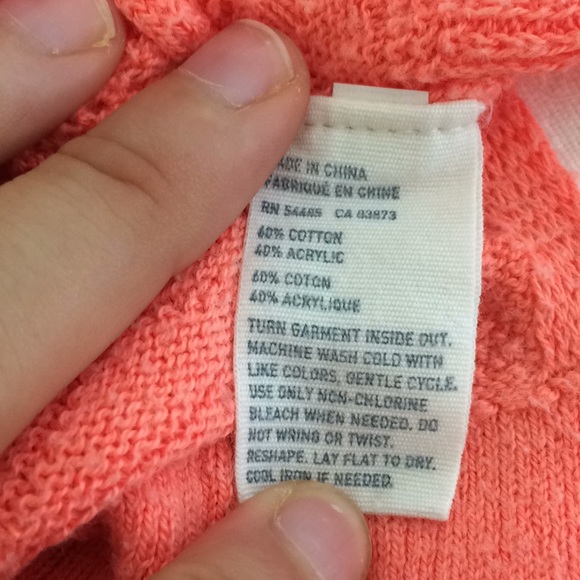 MADE IN CHINA
FABRIQUÉ EN CHINE
RN 54485 CA 03873
60% COTTON
40% ACRYLIC
60% COTON
40% ACRYLIQUE
TURN GARMENT INSIDE OUT.
MACHINE WASH COLD WITH
LIKE COLORS, GENTLE CYCLE.
USE ONLY NON-CHLORINE
BLEACH WHEN NEEDED. DO
NOT WRING OR TWIST.
RESHAPE. LAY FLAT TO DRY.
COOL IRON IF NEEDED.